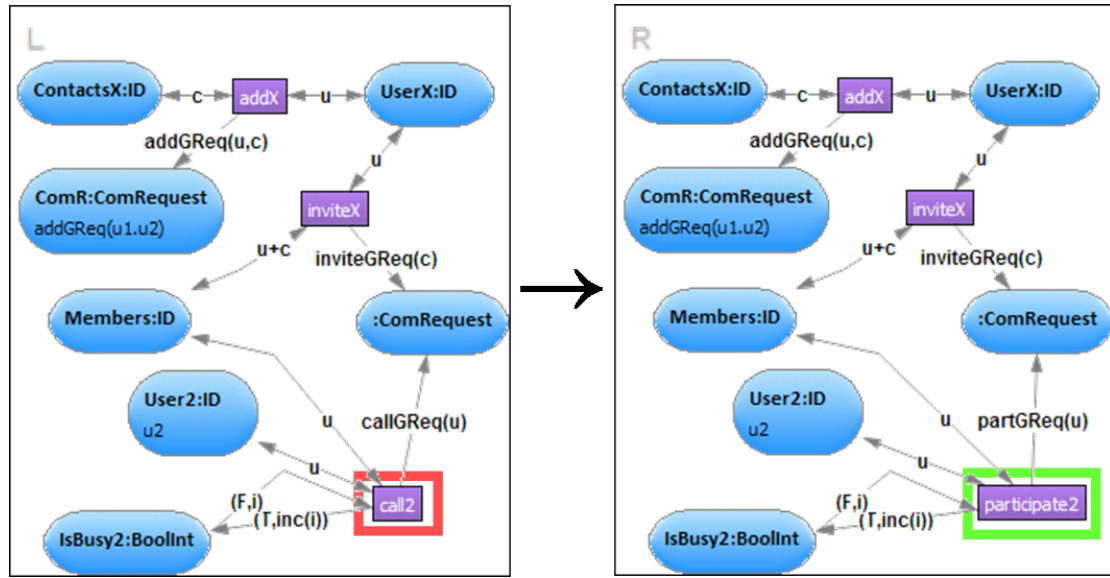 L
ContactsX:ID
c
addX
u
UserX:ID
addGReq(u,c)
u
ComR:ComRequest
addGReq(u1.u2)
inviteX
u+c
inviteGReq(c)
Members:ID
:ComRequest
User2:ID
u2
u
callGReq(u)
u
(F,i)
call2
(T,inc(i))
IsBusy2:BoolInt
R
ContactsX:ID
c
addX
u
UserX:ID
addGReq(u,c)
u
ComR:ComRequest
addGReq(u1.u2)
inviteX
u+c
inviteGReq(c)
Members:ID
:ComRequest
User2:ID
u2
u
partGReq(u)
u
(F,i)
participate2
(T,inc(i))
IsBusy2:BoolInt